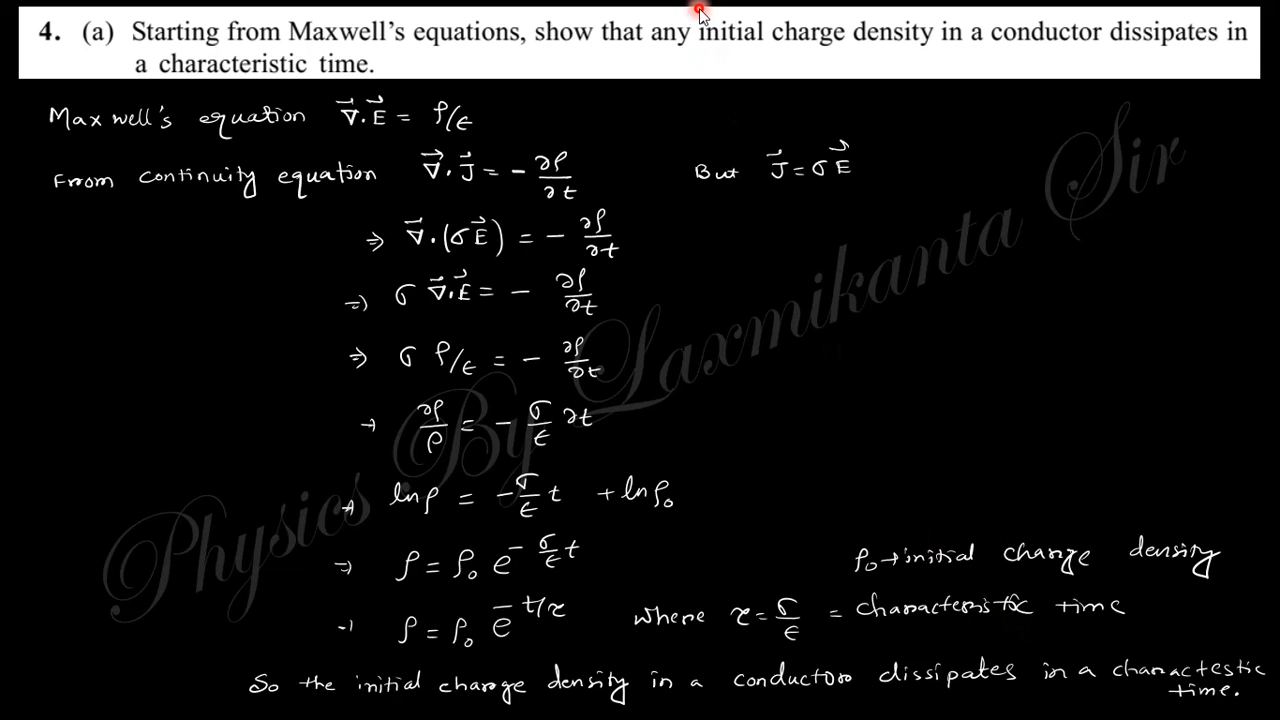 4. (a) Starting from Maxwell's equations, show that any initial charge density in a conductor dissipates in
a characteristic time.
Maxwell's equation ∇⃗.E⃗ = ρ/ϵ
From continuity equation ∇⃗.J⃗ = - ∂ρ/∂t But J⃗ = σE⃗
⇒ ∇⃗.(σE⃗) = - ∂ρ/∂t
⇒ σ ∇⃗.E⃗ = - ∂ρ/∂t
⇒ σ ρ/ϵ = - ∂ρ/∂t
→ ∂ρ/ρ = - σ/ϵ ∂t
⇒ lnρ = - σ/ϵ t + lnρ₀
⇒ ρ = ρ₀ e^(- σ/ϵ t) ρ₀→initial charge density
⇒ ρ = ρ₀ e^(-t/τ) where τ = σ/ϵ = characteristic time
So the initial charge density in a conductor dissipates in a charactestic
time.
Physics By Laxmikanta Sir